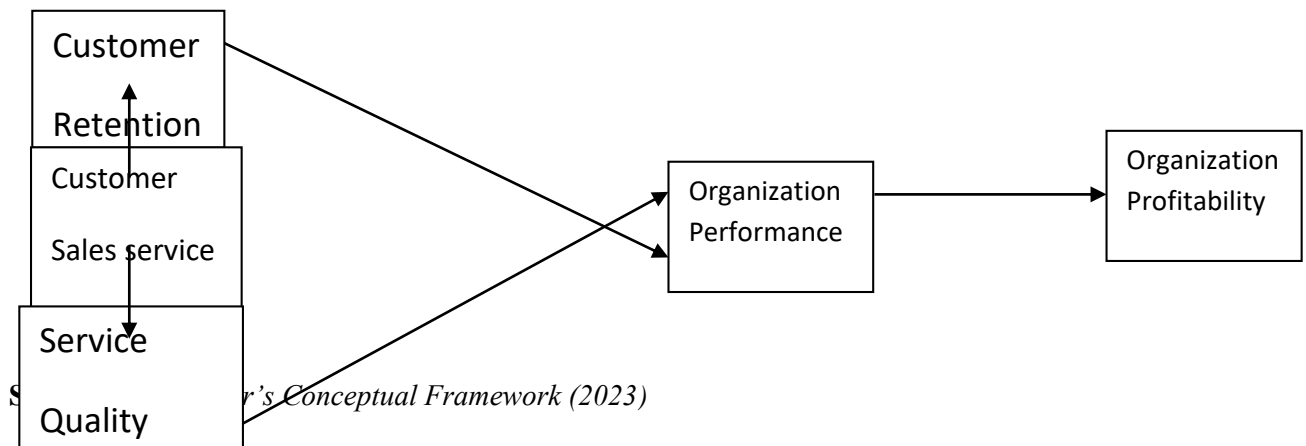 Customer
Retention
Customer
Sales service
Service
Quality
Organization
Performance
Organization
Profitability
r's Conceptual Framework (2023)